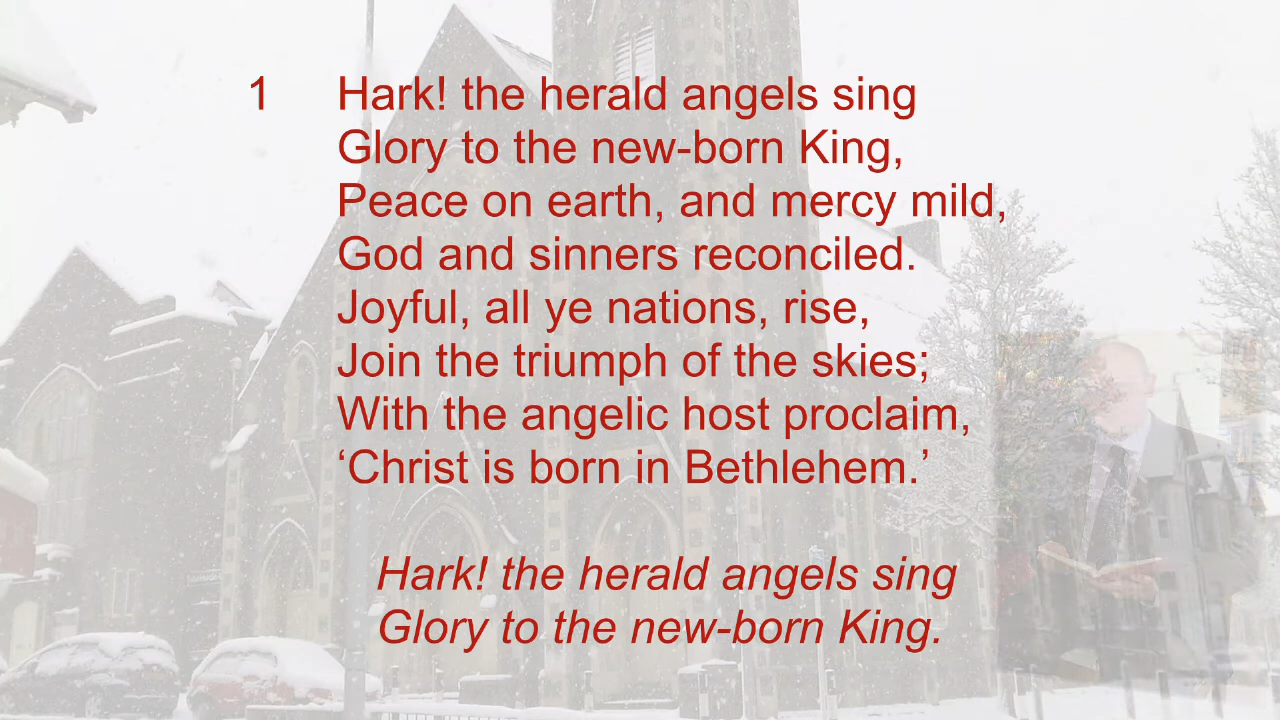 1 Hark! the herald angels sing
Glory to the new-born King,
Peace on earth, and mercy mild,
God and sinners reconciled.
Joyful, all ye nations, rise,
Join the triumph of the skies;
With the angelic host proclaim,
‘Christ is born in Bethlehem.’
Hark! the herald angels sing
Glory to the new-born King.